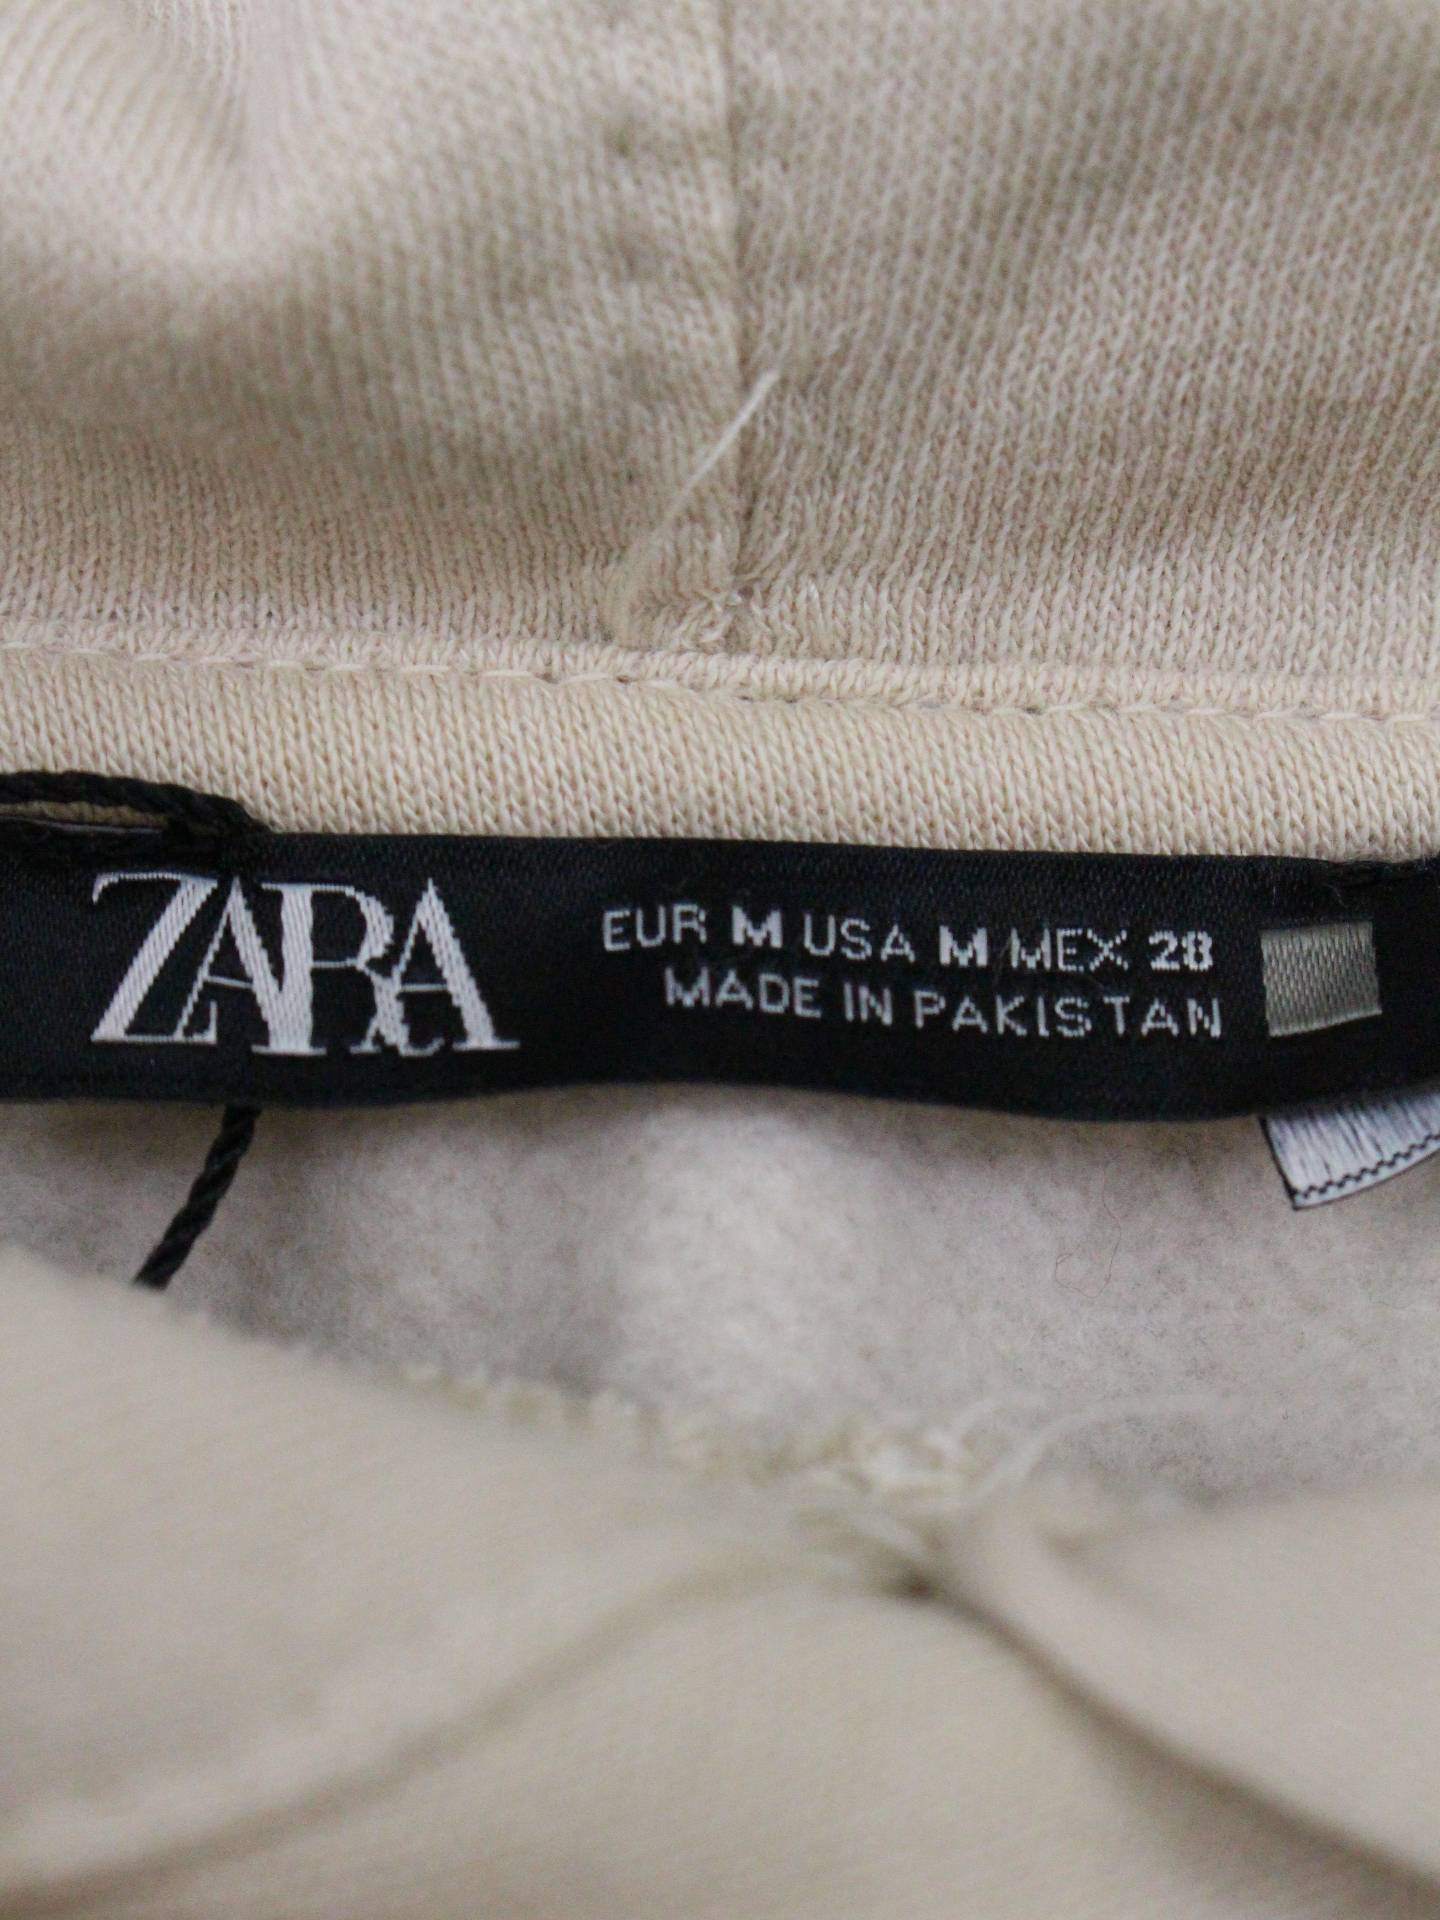 ZARA
EUR M USA M MEX 28
MADE IN PAKISTAN